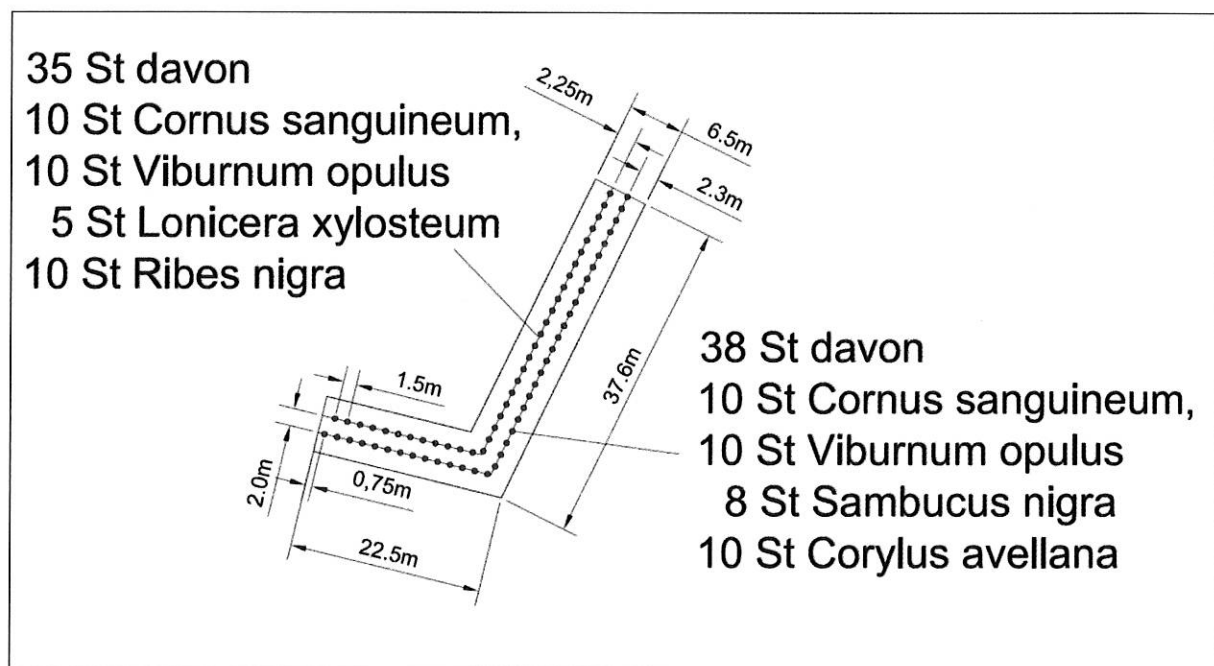 35 St davon
10 St Cornus sanguineum,
10 St Viburnum opulus
5 St Lonicera xylosteum
10 St Ribes nigra
2,25m
6.5m
2.3m
37.6m
1.5m
2.0m
0,75m
22.5m
38 St davon
10 St Cornus sanguineum,
10 St Viburnum opulus
8 St Sambucus nigra
10 St Corylus avellana